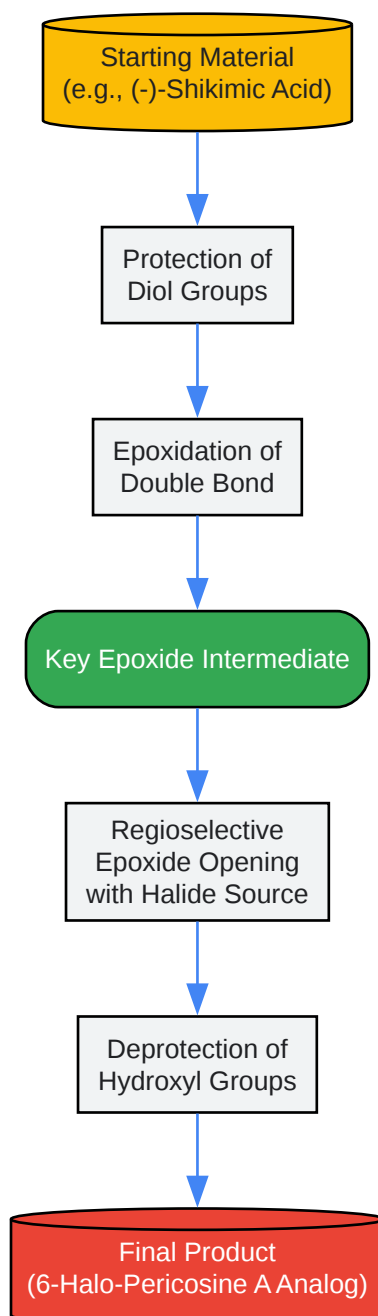 Starting Material
(e.g., (-)-Shikimic Acid)
Protection of
Diol Groups
Epoxidation of
Double Bond
Key Epoxide Intermediate
Regioselective
Epoxide Opening
with Halide Source
Deprotection of
Hydroxyl Groups
Final Product
(6-Halo-Pericosine A Analog)